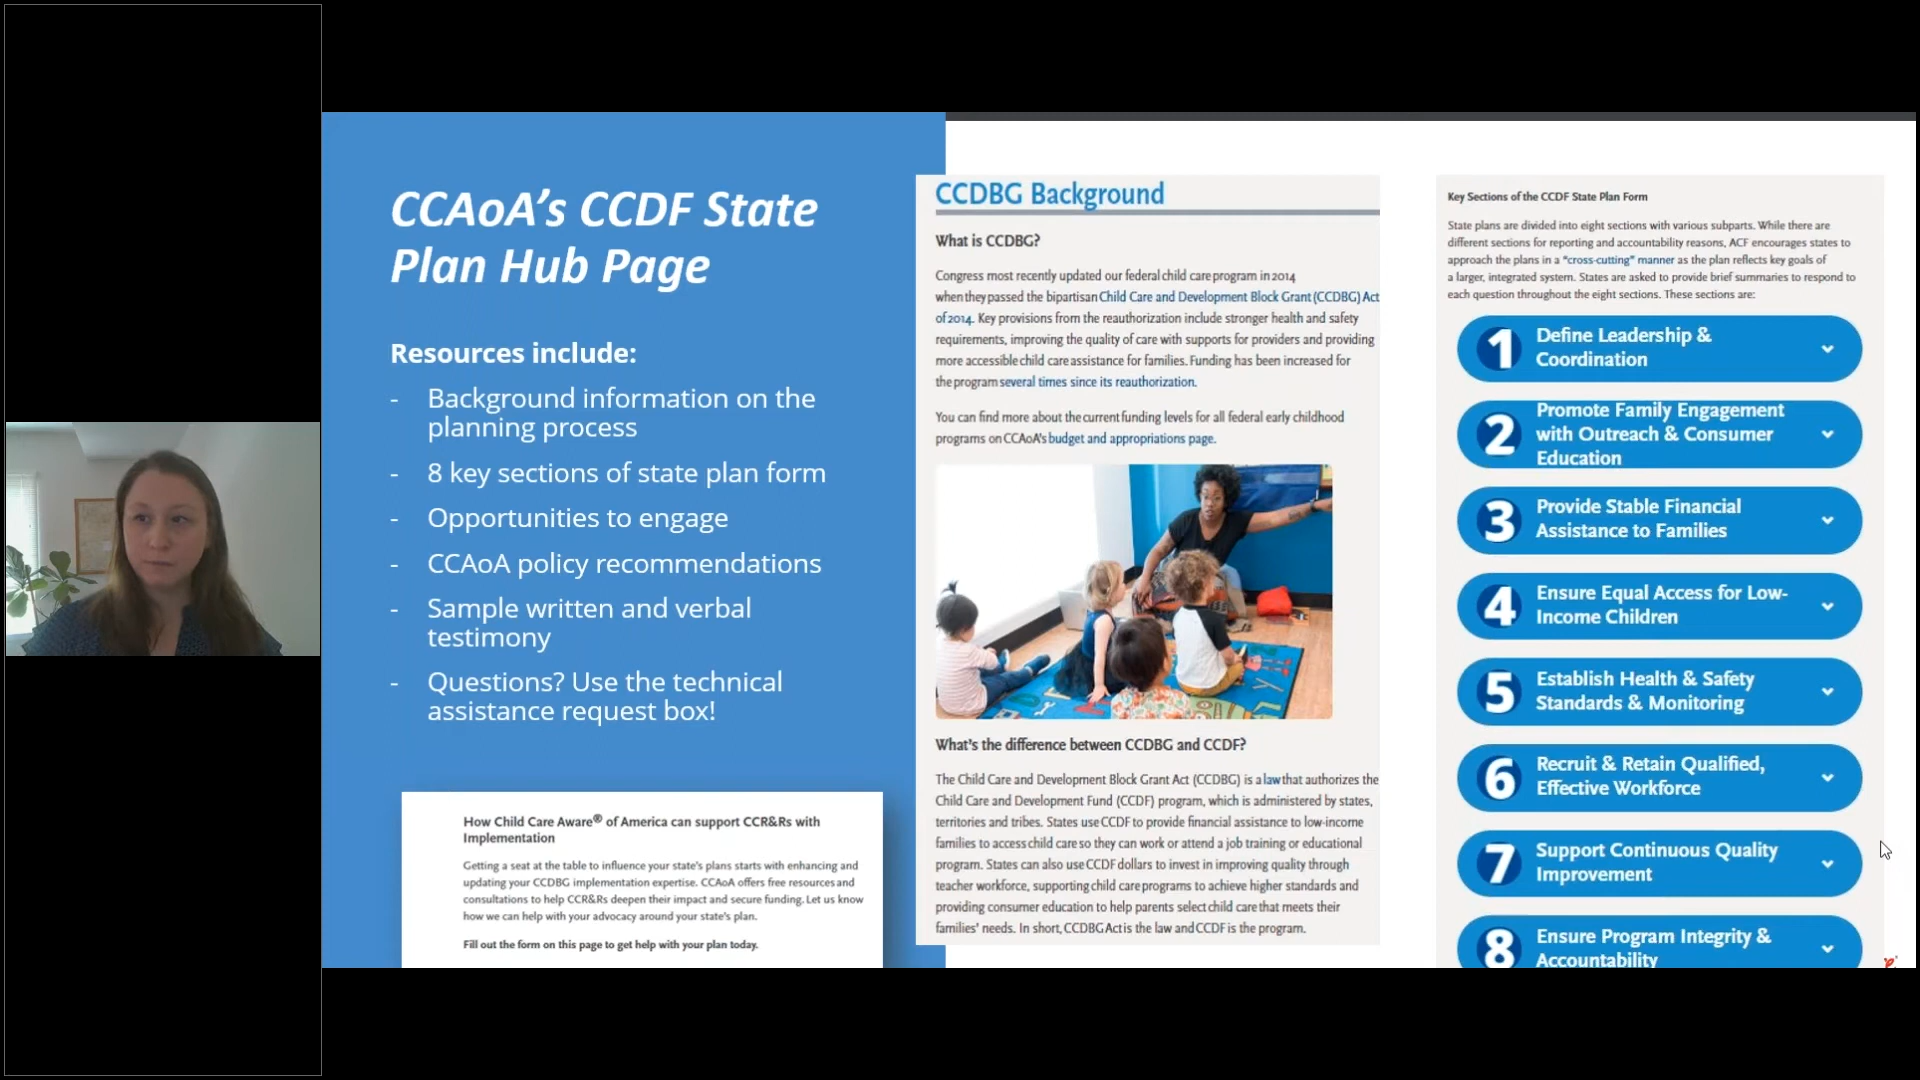 CCAoA's CCDF State
Plan Hub Page
Resources include:
- Background information on the
planning process
- 8 key sections of state plan form
- Opportunities to engage
- CCAoA policy recommendations
- Sample written and verbal
testimony
- Questions? Use the technical
assistance request box!
How Child Care Aware® of America can support CCR&Rs with
Implementation
Getting a seat at the table to influence your state's plans starts with enhancing and
updating your CCDBG implementation expertise. CCAoA offers free resources and
consultations to help CCR&Rs deepen their impact and secure funding. Let us know
how we can help with your advocacy around your state's plan.
Fill out the form on this page to get help with your plan today.
CCDBG Background
What is CCDBG?
Congress most recently updated our federal child care program in 2014
when they passed the bipartisan Child Care and Development Block Grant (CCDBG) Act
of 2014. Key provisions from the reauthorization include stronger health and safety
requirements, improving the quality of care with supports for providers and providing
more accessible child care assistance for families. Funding has been increased for
the program several times since its reauthorization.
You can find more about the current funding levels for all federal early childhood
programs on CCAoA's budget and appropriations page.
What's the difference between CCDBG and CCDF?
The Child Care and Development Block Grant Act (CCDBG) is a law that authorizes the
Child Care and Development Fund (CCDF) program, which is administered by states,
territories and tribes. States use CCDF to provide financial assistance to low-income
families to access child care so they can work or attend a job training or educational
program. States can also use CCDF dollars to invest in improving quality through
teacher workforce, supporting child care programs to achieve higher standards and
providing consumer education to help parents select child care that meets their
families' needs. In short, CCDBG Act is the law and CCDF is the program.
Key Sections of the CCDF State Plan Form
State plans are divided into eight sections with various subparts. While there are
different sections for reporting and accountability reasons, ACF encourages states to
approach the plans in a "cross-cutting" manner as the plan reflects key goals of
a larger, integrated system. States are asked to provide brief summaries to respond to
each question throughout the eight sections. These sections are:
1 Define Leadership &
Coordination
2 Promote Family Engagement
with Outreach & Consumer
Education
3 Provide Stable Financial
Assistance to Families
4 Ensure Equal Access for Low-
Income Children
5 Establish Health & Safety
Standards & Monitoring
6 Recruit & Retain Qualified,
Effective Workforce
7 Support Continuous Quality
Improvement
8 Ensure Program Integrity &
Accountability